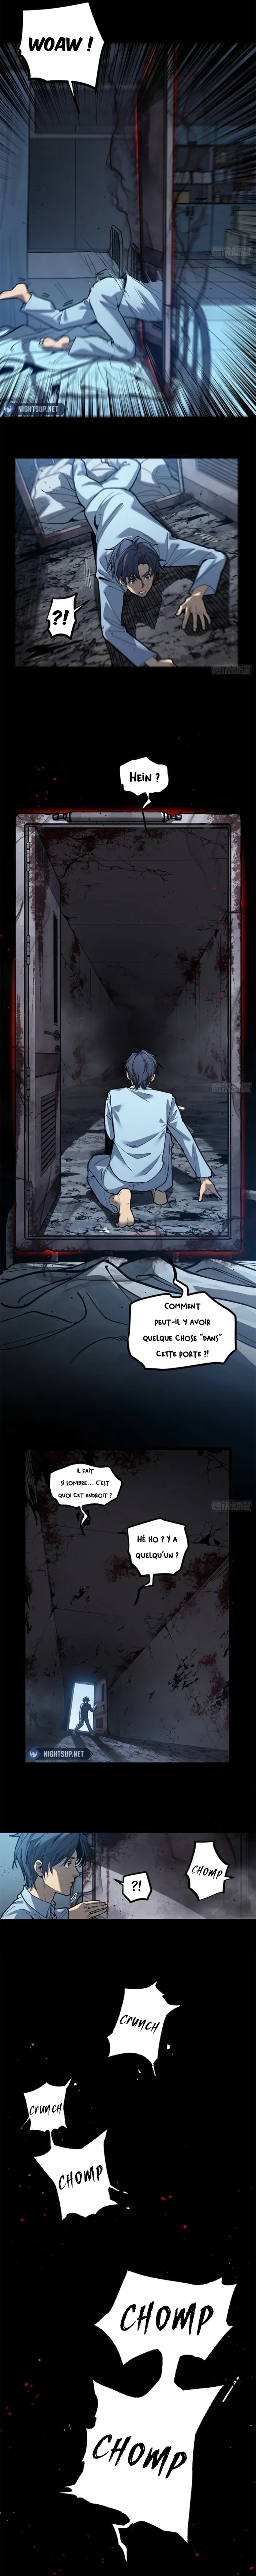 WOAW !
NIGHTSUP.NET
?!
HEIN ?
COMMENT
PEUT-IL Y AVOIR
QUELQUE CHOSE "DANS"
CETTE PORTE ?!
IL FAIT
SI SOMBRE... C'EST
QUOI CET ENDROIT ?
HÉ HO ? Y A
QUELQU'UN ?
NIGHTSUP.NET
?!
CHOMP
CRUNCH
CRUNCH
CHOMP
CHOMP
CHOMP